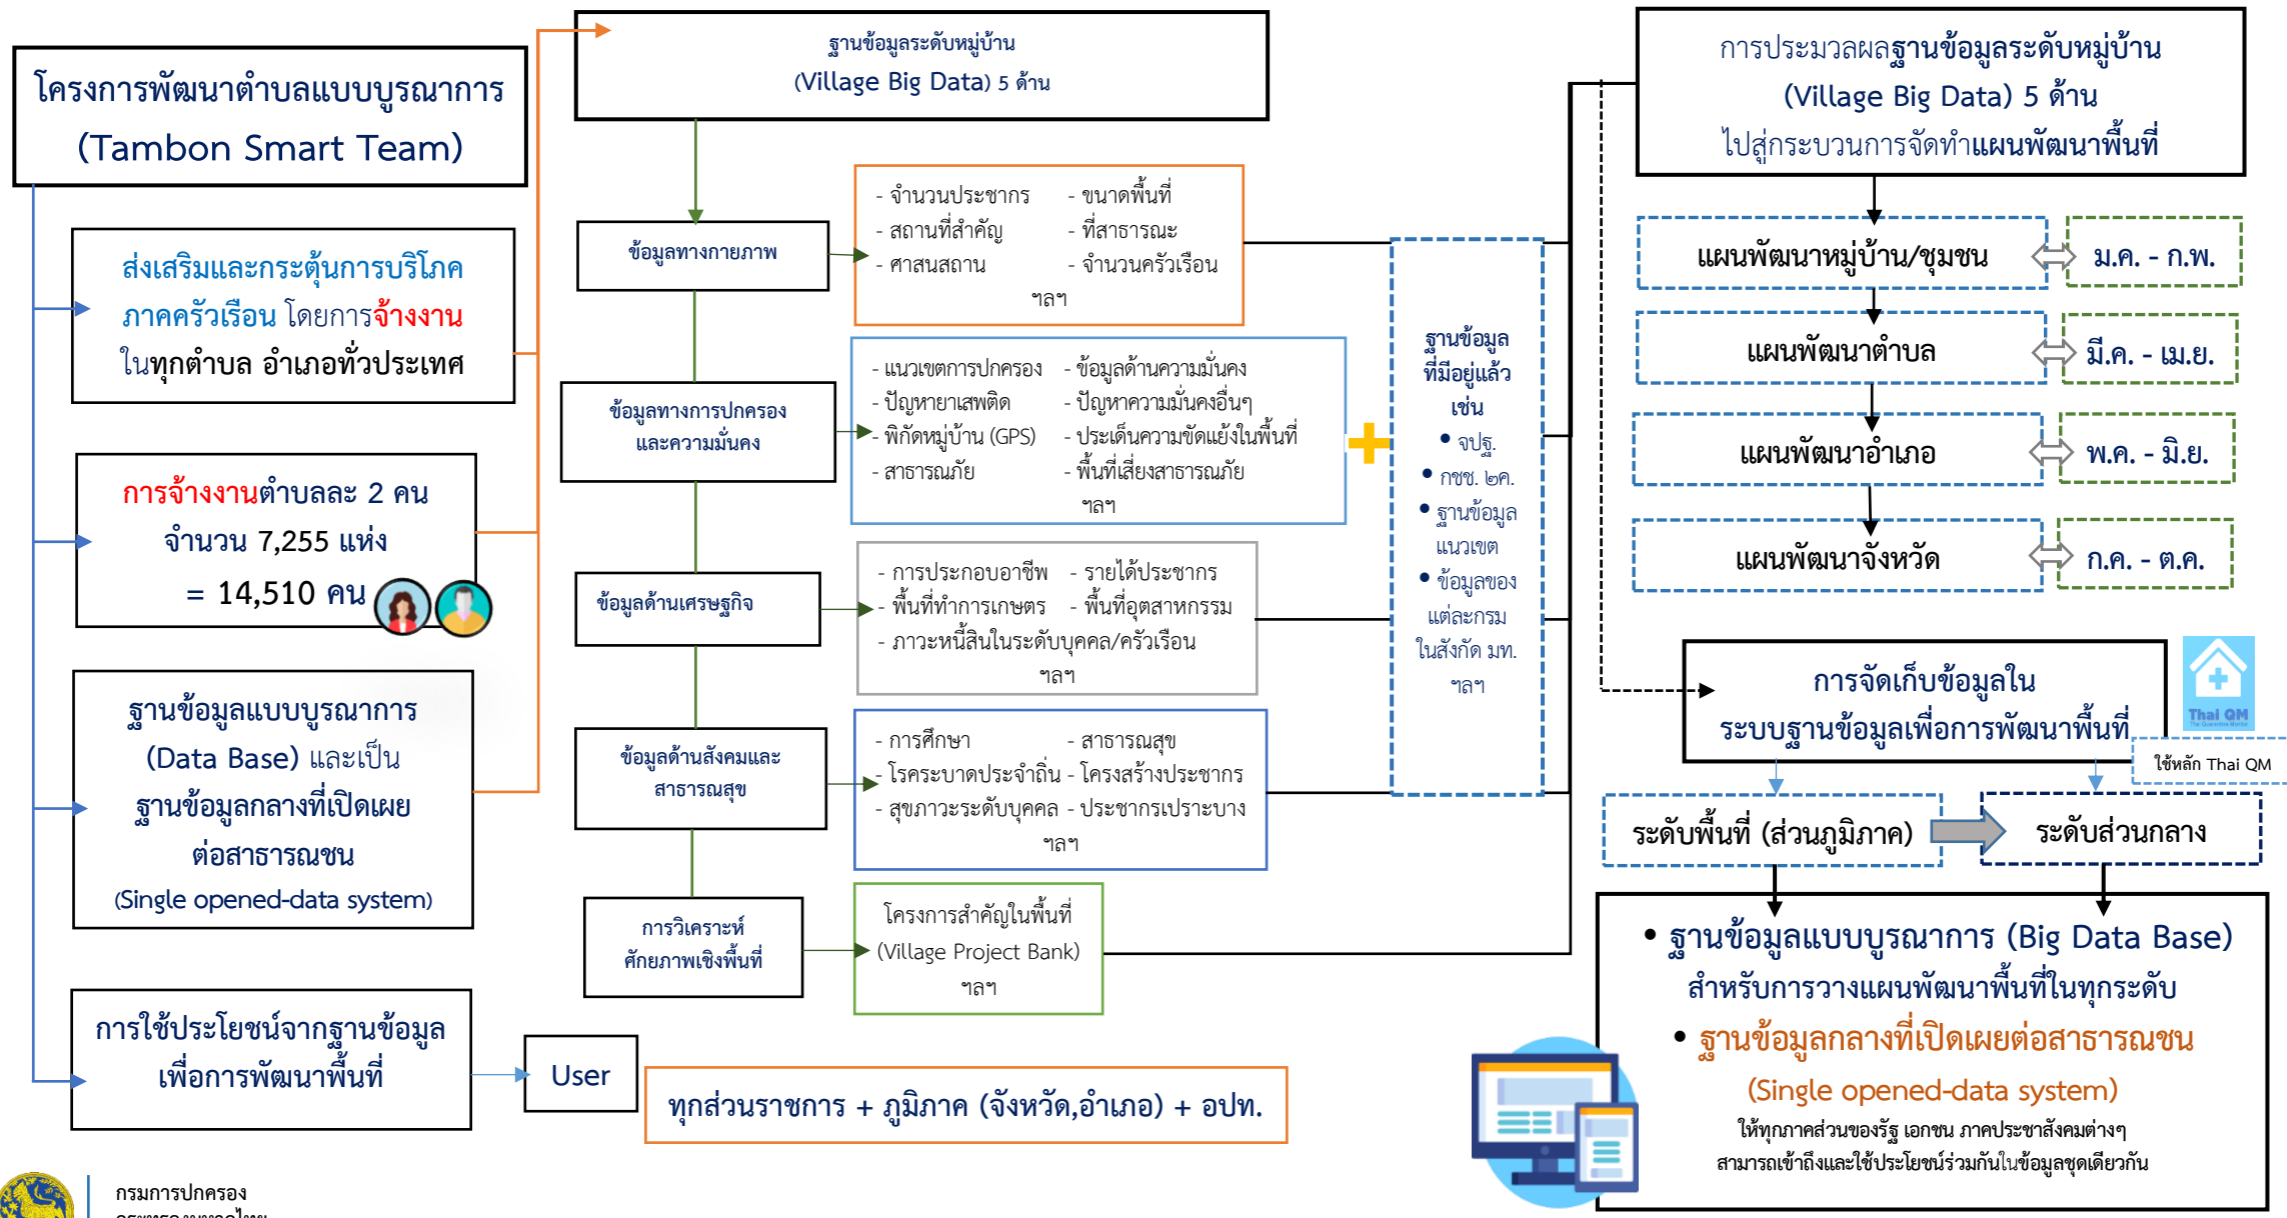 โครงการพัฒนาตำบลแบบบูรณาการ
(Tambon Smart Team)
ส่งเสริมและกระตุ้นการบริโภค
ภาคครัวเรือน โดยการจ้างงาน
ในทุกตำบล อำเภอทั่วประเทศ
การจ้างงานตำบลละ 2 คน
จำนวน 7,255 แห่ง
= 14,510 คน
ฐานข้อมูลแบบบูรณาการ
(Data Base) และเป็น
ฐานข้อมูลกลางที่เปิดเผย
ต่อสาธารณชน
(Single opened-data system)
การใช้ประโยชน์จากฐานข้อมูล
เพื่อการพัฒนาพื้นที่
User
ทุกส่วนราชการ + ภูมิภาค (จังหวัด,อำเภอ) + อปท.
ฐานข้อมูลระดับหมู่บ้าน
(Village Big Data) 5 ด้าน
ข้อมูลทางกายภาพ
- จำนวนประชากร - ขนาดพื้นที่
- สถานที่สำคัญ - ที่สาธารณะ
- ศาสนสถาน - จำนวนครัวเรือน
ฯลฯ
ข้อมูลทางการปกครอง
และความมั่นคง
- แนวเขตการปกครอง - ข้อมูลด้านความมั่นคง
- ปัญหายาเสพติด - ปัญหาความมั่นคงอื่นๆ
- พิกัดหมู่บ้าน (GPS) - ประเด็นความขัดแย้งในพื้นที่
- สาธารณภัย - พื้นที่เสี่ยงสาธารณภัย
ฯลฯ
ข้อมูลด้านเศรษฐกิจ
- การประกอบอาชีพ - รายได้ประชากร
- พื้นที่ทำการเกษตร - พื้นที่อุตสาหกรรม
- ภาวะหนี้สินในระดับบุคคล/ครัวเรือน
ฯลฯ
ข้อมูลด้านสังคมและ
สาธารณสุข
- การศึกษา - สาธารณสุข
- โรคระบาดประจำถิ่น - โครงสร้างประชากร
- สุขภาวะระดับบุคคล - ประชากรเปราะบาง
ฯลฯ
การวิเคราะห์
ศักยภาพเชิงพื้นที่
โครงการสำคัญในพื้นที่
(Village Project Bank)
ฯลฯ
ฐานข้อมูล
ที่มีอยู่แล้ว
เช่น
• จปฐ.
• กชช. ๒ค.
• ฐานข้อมูล
แนวเขต
• ข้อมูลของ
แต่ละกรม
ในสังกัด มท.
ฯลฯ
การประมวลผลฐานข้อมูลระดับหมู่บ้าน
(Village Big Data) 5 ด้าน
ไปสู่กระบวนการจัดทำแผนพัฒนาพื้นที่
แผนพัฒนาหมู่บ้าน/ชุมชน ม.ค. - ก.พ.
แผนพัฒนาตำบล มี.ค. - เม.ย.
แผนพัฒนาอำเภอ พ.ค. - มิ.ย.
แผนพัฒนาจังหวัด ก.ค. - ต.ค.
การจัดเก็บข้อมูลใน
ระบบฐานข้อมูลเพื่อการพัฒนาพื้นที่
Thai QM
ใช้หลัก Thai QM
ระดับพื้นที่ (ส่วนภูมิภาค) ระดับส่วนกลาง
• ฐานข้อมูลแบบบูรณาการ (Big Data Base)
สำหรับการวางแผนพัฒนาพื้นที่ในทุกระดับ
• ฐานข้อมูลกลางที่เปิดเผยต่อสาธารณชน
(Single opened-data system)
ให้ทุกภาคส่วนของรัฐ เอกชน ภาคประชาสังคมต่างๆ
สามารถเข้าถึงและใช้ประโยชน์ร่วมกันในข้อมูลชุดเดียวกัน
กรมการปกครอง